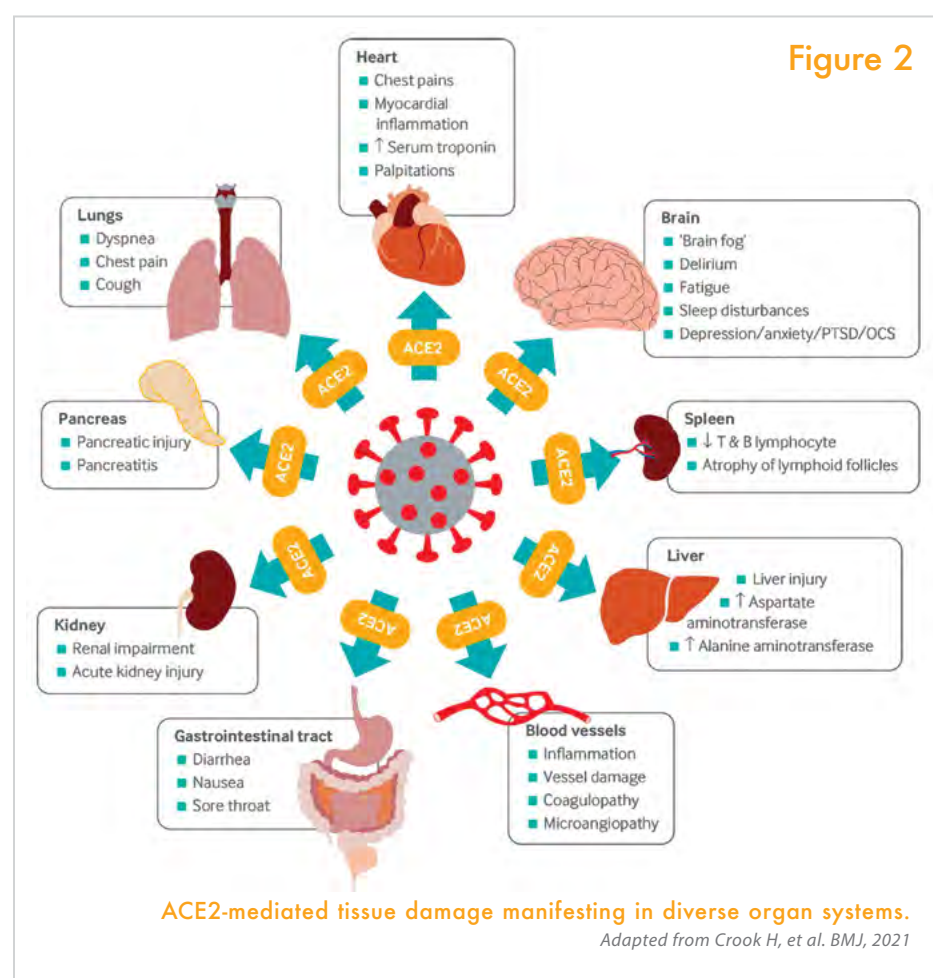 Figure 2
Heart
Chest pains
Myocardial
inflammation
↑ Serum troponin
Palpitations
Lungs
Dyspnea
Chest pain
Cough
Brain
'Brain fog'
Delirium
Fatigue
Sleep disturbances
Depression/anxiety/PTSD/OCS
ACE2
ACE2
ACE2
Pancreas
Pancreatic injury
Pancreatitis
ACE2
Spleen
↓ T & B lymphocyte
Atrophy of lymphoid follicles
ACE2
Kidney
Renal impairment
Acute kidney injury
ACE2
Liver
Liver injury
↑ Aspartate
aminotransferase
↑ Alanine aminotransferase
ACE2
ACE2
ACE2
Gastrointestinal tract
Diarrhea
Nausea
Sore throat
Blood vessels
Inflammation
Vessel damage
Coagulopathy
Microangiopathy
ACE2-mediated tissue damage manifesting in diverse organ systems.
Adapted from Crook H, et al. BMJ, 2021